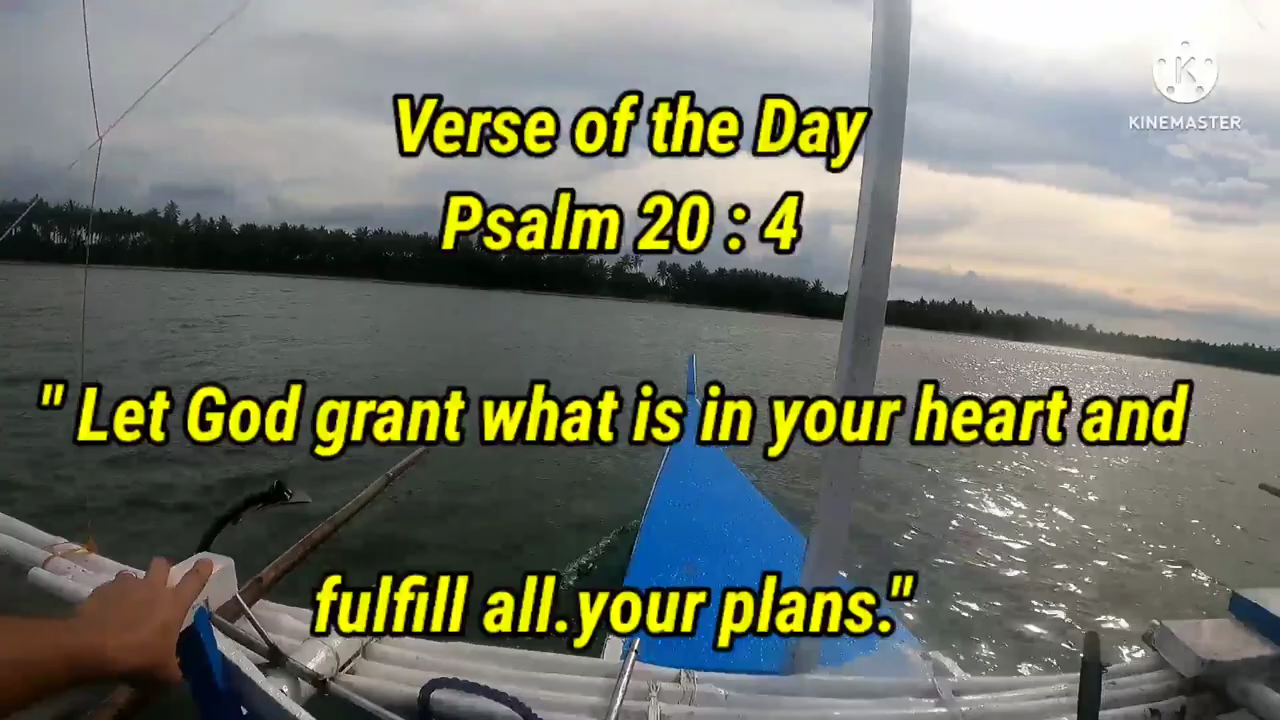 Verse of the Day
KINEMASTER
Psalm 20 : 4
" Let God grant what is in your heart and
fulfill all.your plans."